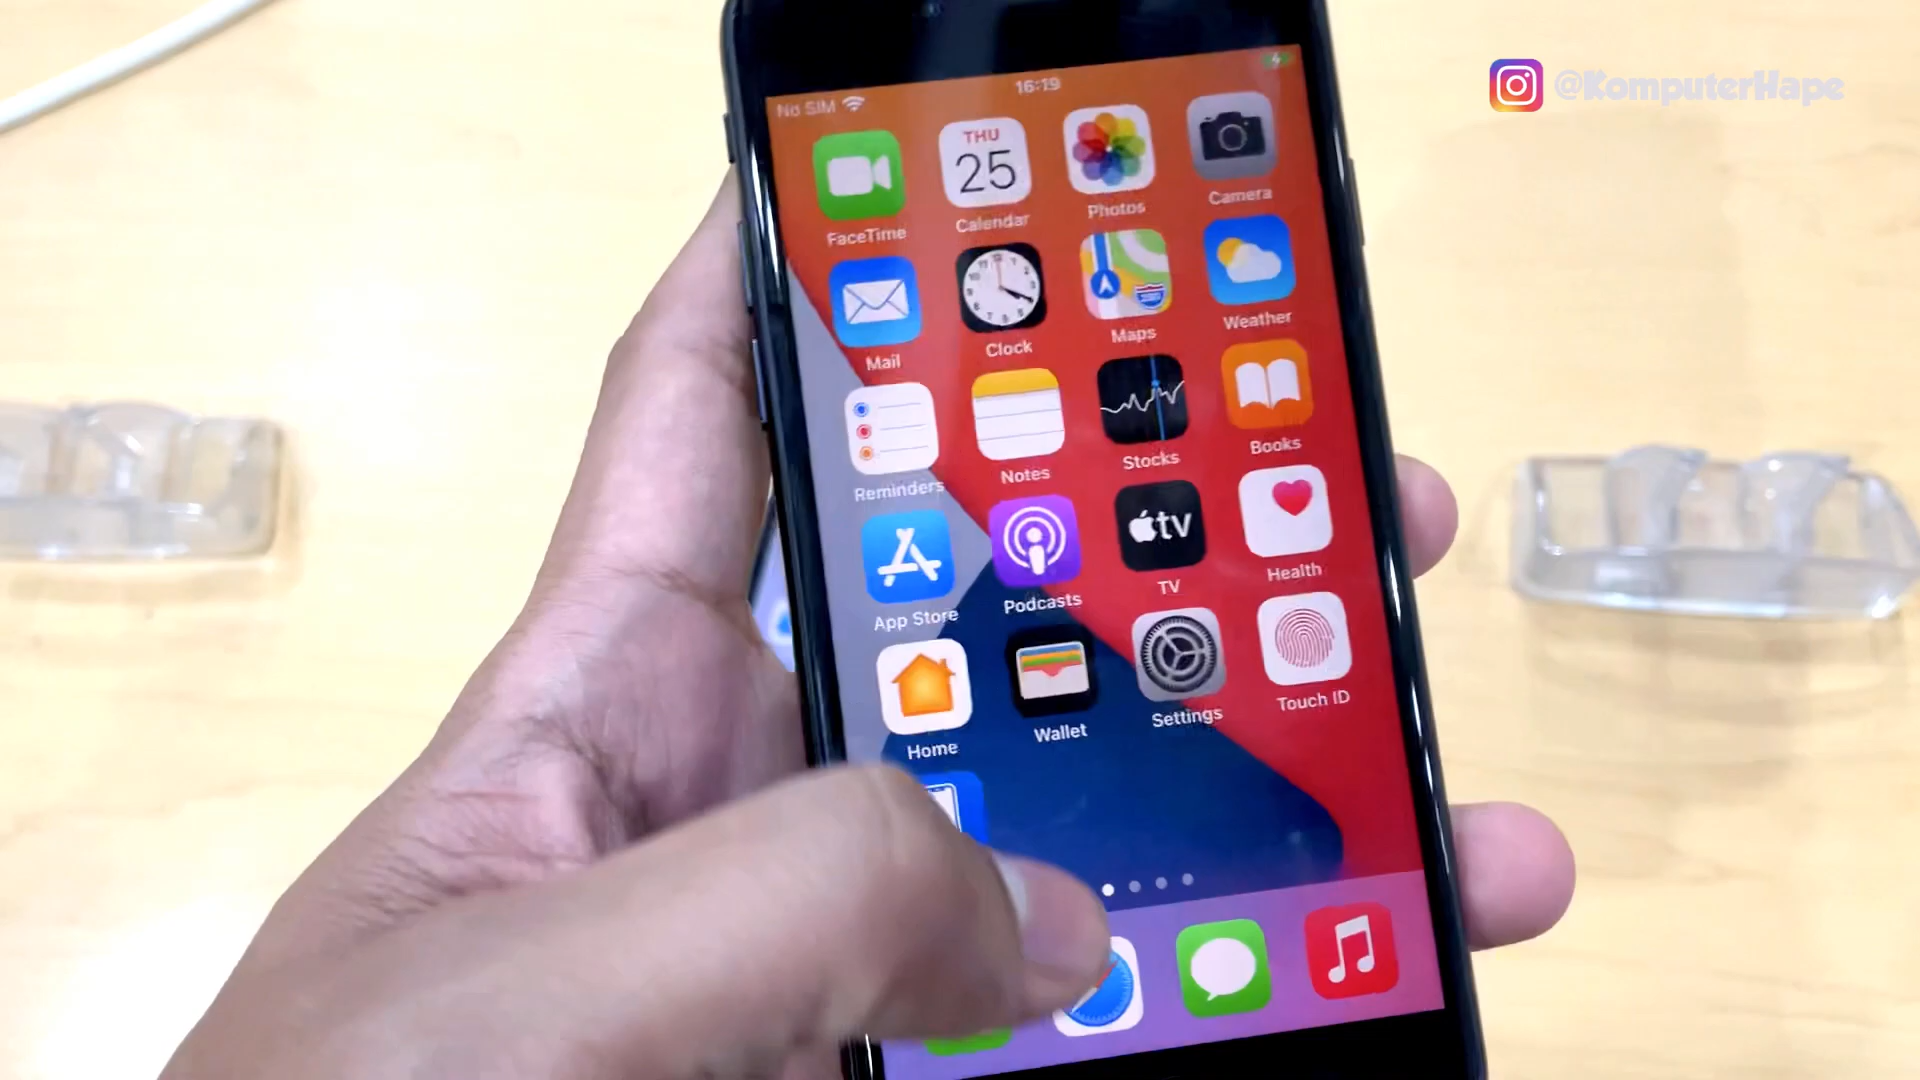 @KomputerHape
No SIM
16:19
THU
25
FaceTime
Calendar
Photos
Camera
Mail
Clock
Maps
Weather
Reminders
Notes
Stocks
Books
App Store
Podcasts
tv
TV
Health
Home
Wallet
Settings
Touch ID